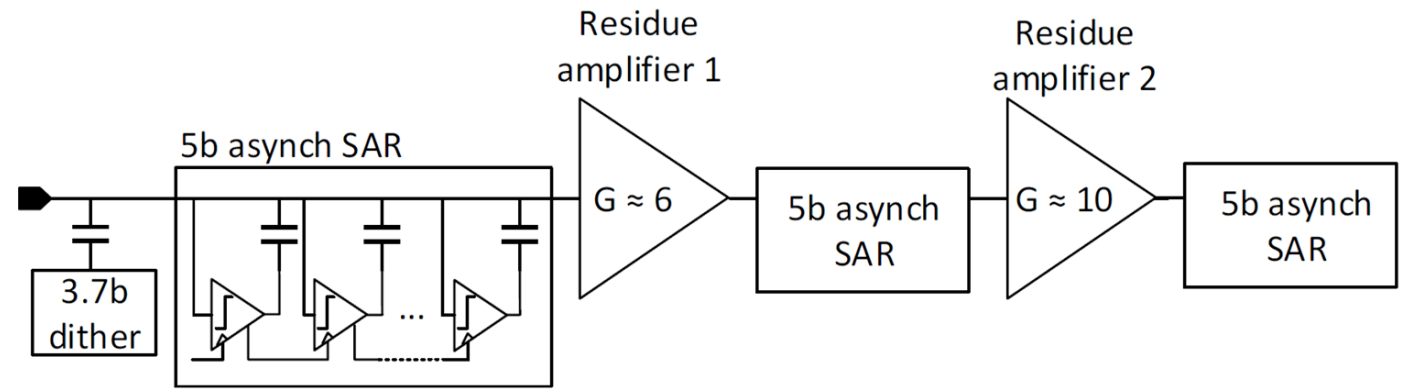 Residue
amplifier 1
Residue
amplifier 2
5b asynch SAR
G ≈ 6
5b asynch
SAR
G ≈ 10
5b asynch
SAR
3.7b
dither
...